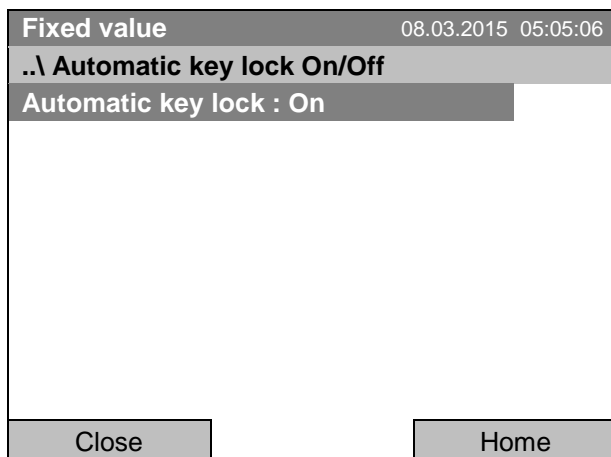 Fixed value 08.03.2015 05:05:06
..\ Automatic key lock On/Off
Automatic key lock : On
Close Home